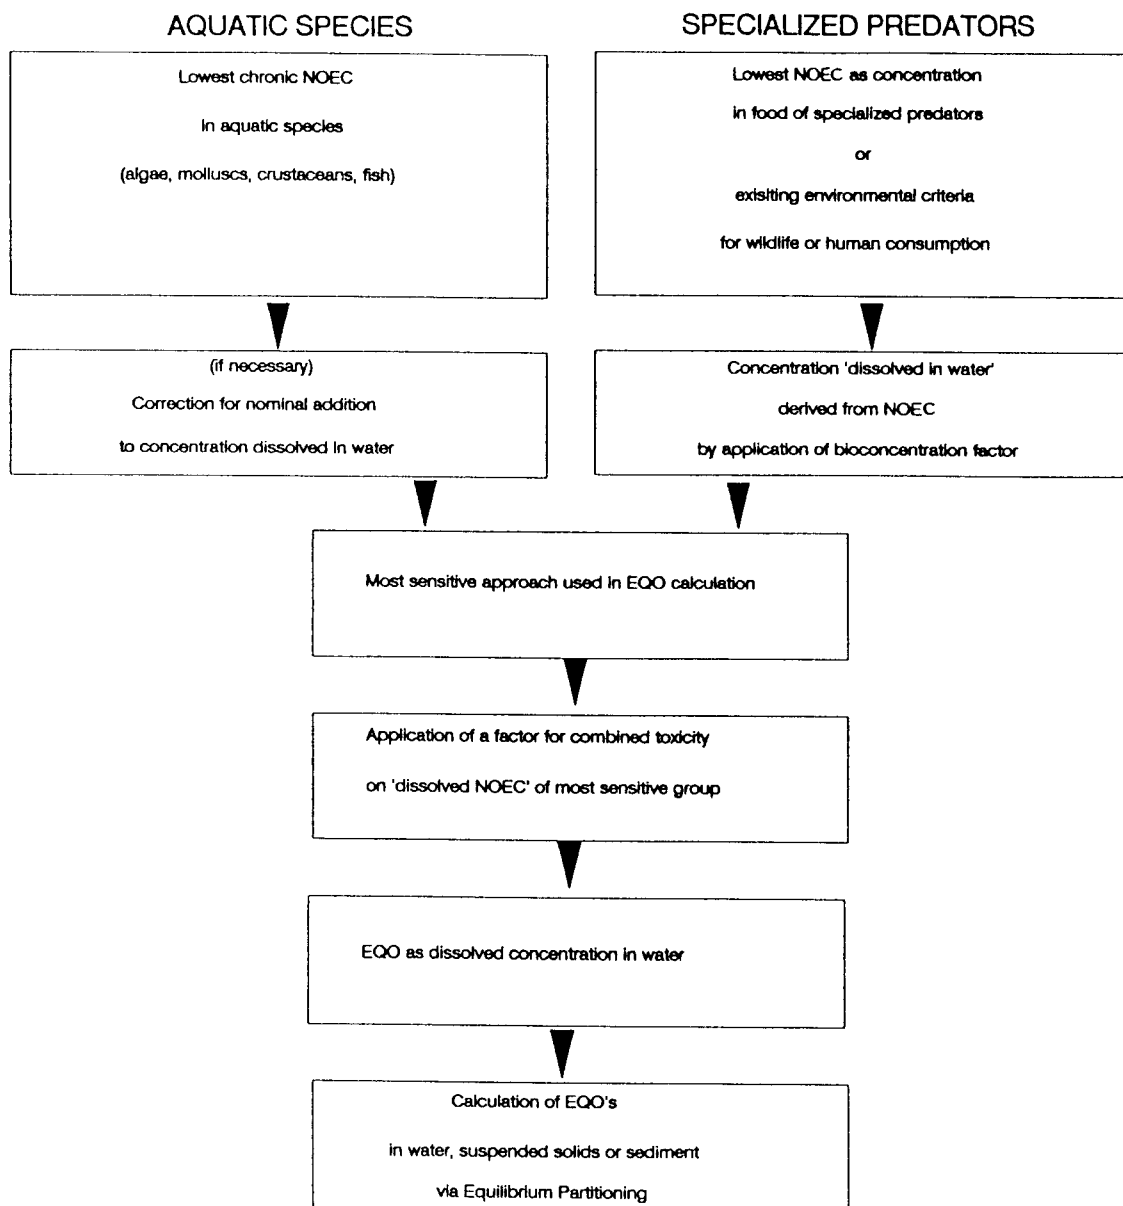 AQUATIC SPECIES
Lowest chronic NOEC
in aquatic species
(algae, molluscs, crustaceans, fish)
SPECIALIZED PREDATORS
Lowest NOEC as concentration
in food of specialized predators
or
exisiting environmental criteria
for wildlife or human consumption
(if necessary)
Correction for nominal addition
to concentration dissolved in water
Concentration 'dissolved in water'
derived from NOEC
by application of bioconcentration factor
Most sensitive approach used in EQO calculation
Application of a factor for combined toxicity
on 'dissolved NOEC' of most sensitive group
EQO as dissolved concentration in water
Calculation of EQO's
in water, suspended solids or sediment
via Equilibrium Partitioning